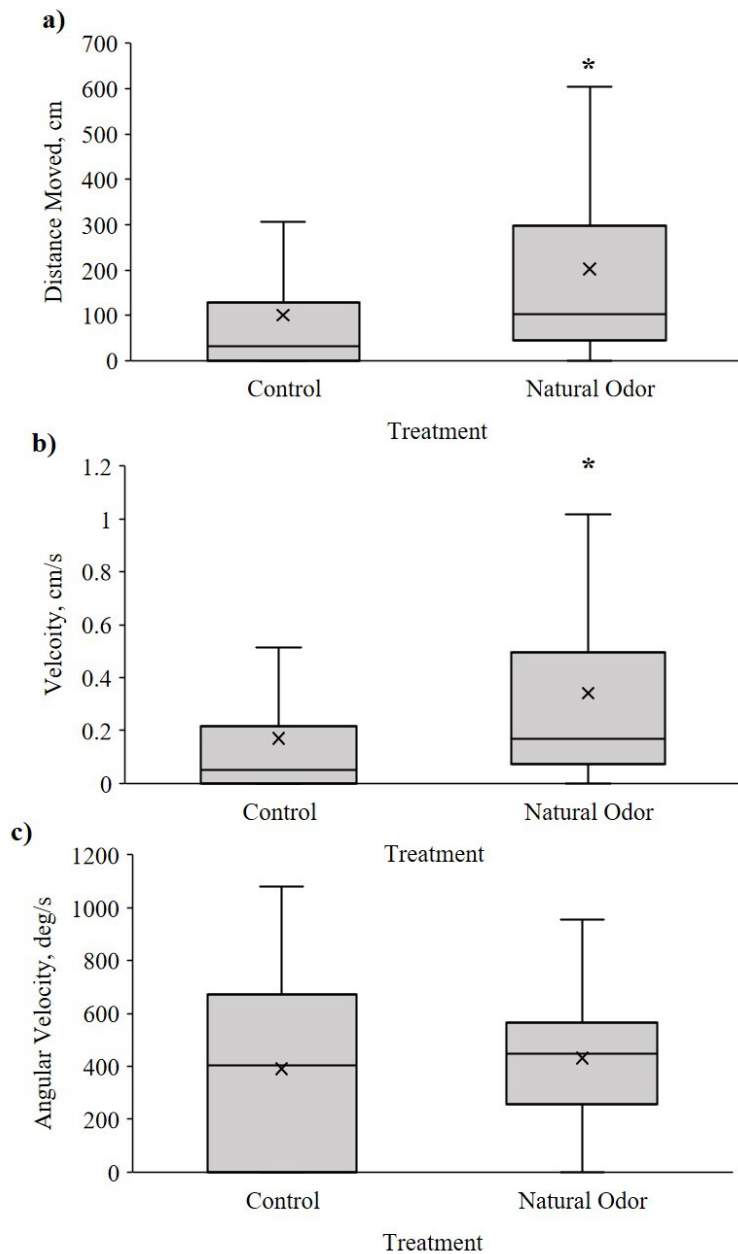 a)
700
600
500
400
300
200
100
0
Distance Moved, cm
*
Control Natural Odor
Treatment
b)
1.2
1
0.8
0.6
0.4
0.2
0
Velcoity, cm/s
*
Control Natural Odor
Treatment
c)
1200
1000
800
600
400
200
0
Angular Velocity, deg/s
Control Natural Odor
Treatment